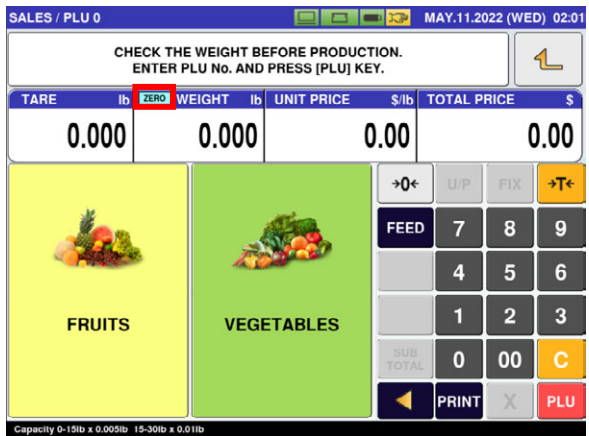 SALES / PLU 0 MAY.11.2022 (WED) 02:01
CHECK THE WEIGHT BEFORE PRODUCTION.
ENTER PLU No. AND PRESS [PLU] KEY.
TARE lb ZERO WEIGHT lb UNIT PRICE $/lb TOTAL PRICE $
0.000 0.000 0.00 0.00
→0← U/P FIX →T←
FEED 7 8 9
4 5 6
FRUITS VEGETABLES 1 2 3
SUB TOTAL 0 00 C
PRINT X PLU
Capacity 0-15lb x 0.005lb 15-30lb x 0.01lb